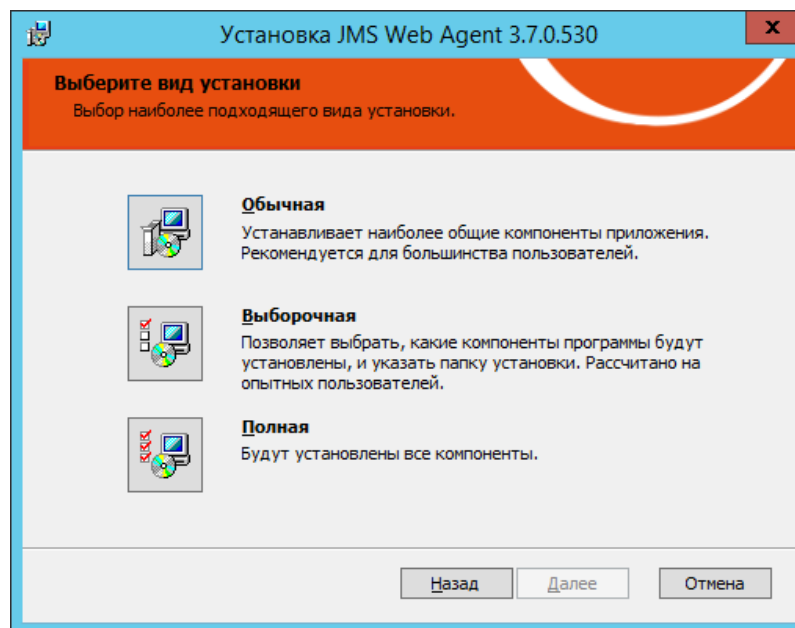 Установка JMS Web Agent 3.7.0.530
x
Выберите вид установки
Выбор наиболее подходящего вида установки.
Обычная
Устанавливает наиболее общие компоненты приложения.
Рекомендуется для большинства пользователей.
Выборочная
Позволяет выбрать, какие компоненты программы будут
установлены, и указать папку установки. Рассчитано на
опытных пользователей.
Полная
Будут установлены все компоненты.
Назад
Далее
Отмена